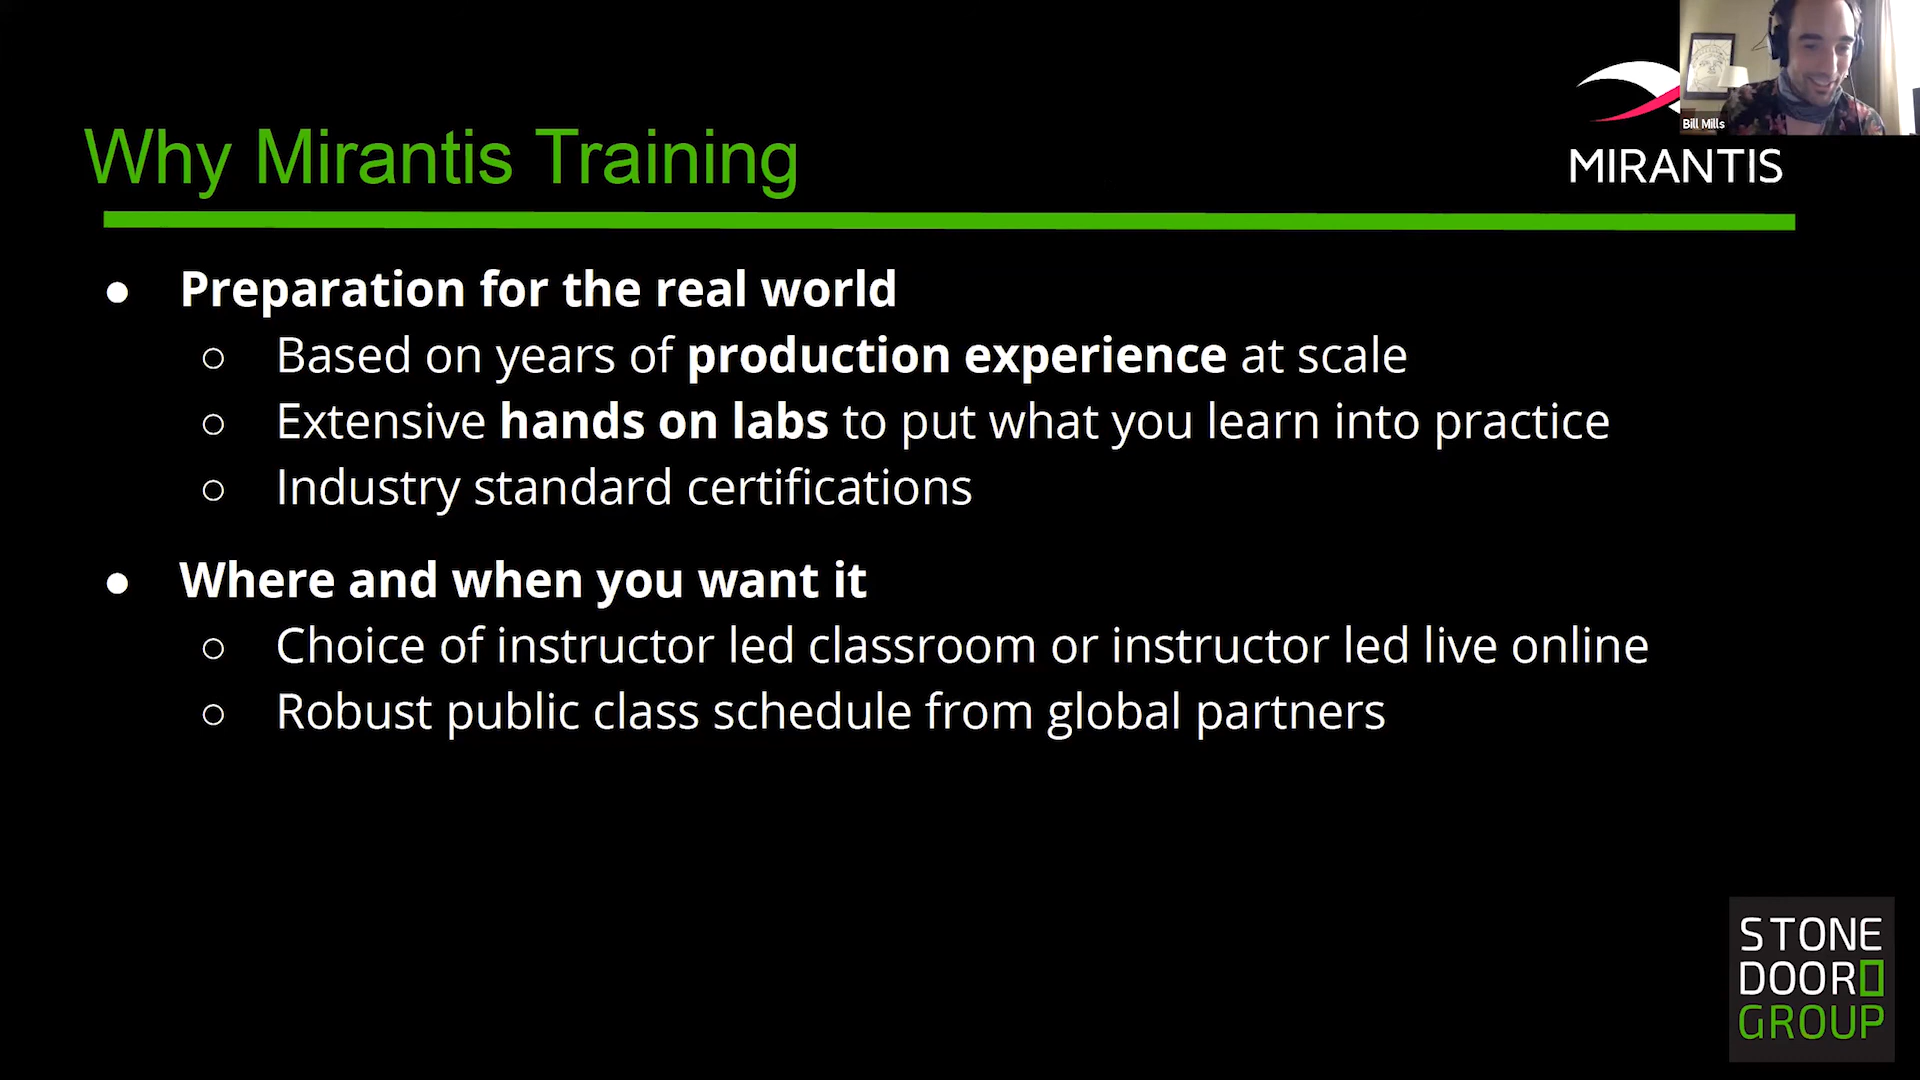 Bill Mills
MIRANTIS
Why Mirantis Training
● Preparation for the real world
○ Based on years of production experience at scale
○ Extensive hands on labs to put what you learn into practice
○ Industry standard certifications
● Where and when you want it
○ Choice of instructor led classroom or instructor led live online
○ Robust public class schedule from global partners
STONE
DOOR
GROUP